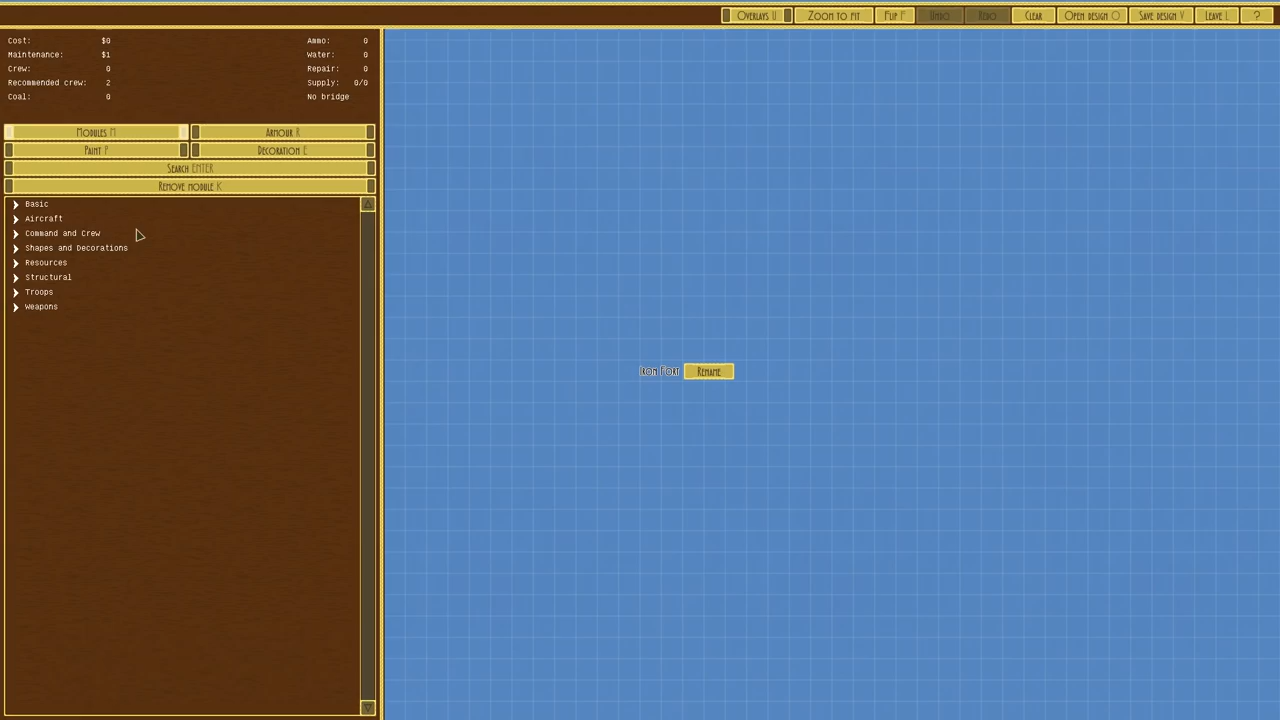 Overlays U Zoom to fit Flip F Undo Redo Clear Open design O Save design V Leave L ?
Cost: $0 Ammo: 0
Maintenance: $1 Water: 0
Crew: 0 Repair: 0
Recommended crew: 2 Supply: 0/0
Coal: 0 No bridge
Modules M Armour R
Paint P Decoration E
Search ENTER
Remove module K
Basic
Aircraft
Command and Crew
Shapes and Decorations
Resources
Structural
Troops
Weapons
Iron Fort Rename